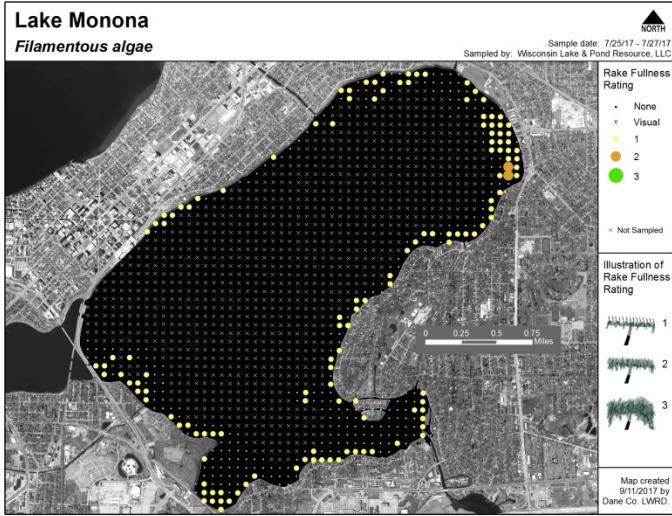 Lake Monona
Filamentous algae
NORTH
Sample date: 7/25/17 - 7/27/17
Sampled by: Wisconsin Lake & Pond Resource, LLC
Rake Fullness
Rating
None
Visual
1
2
3
× Not Sampled
Illustration of
Rake Fullness
Rating
1
2
3
0 0.25 0.5 0.75
Miles
Map created
9/11/2017 by
Dane Co. LWRD.